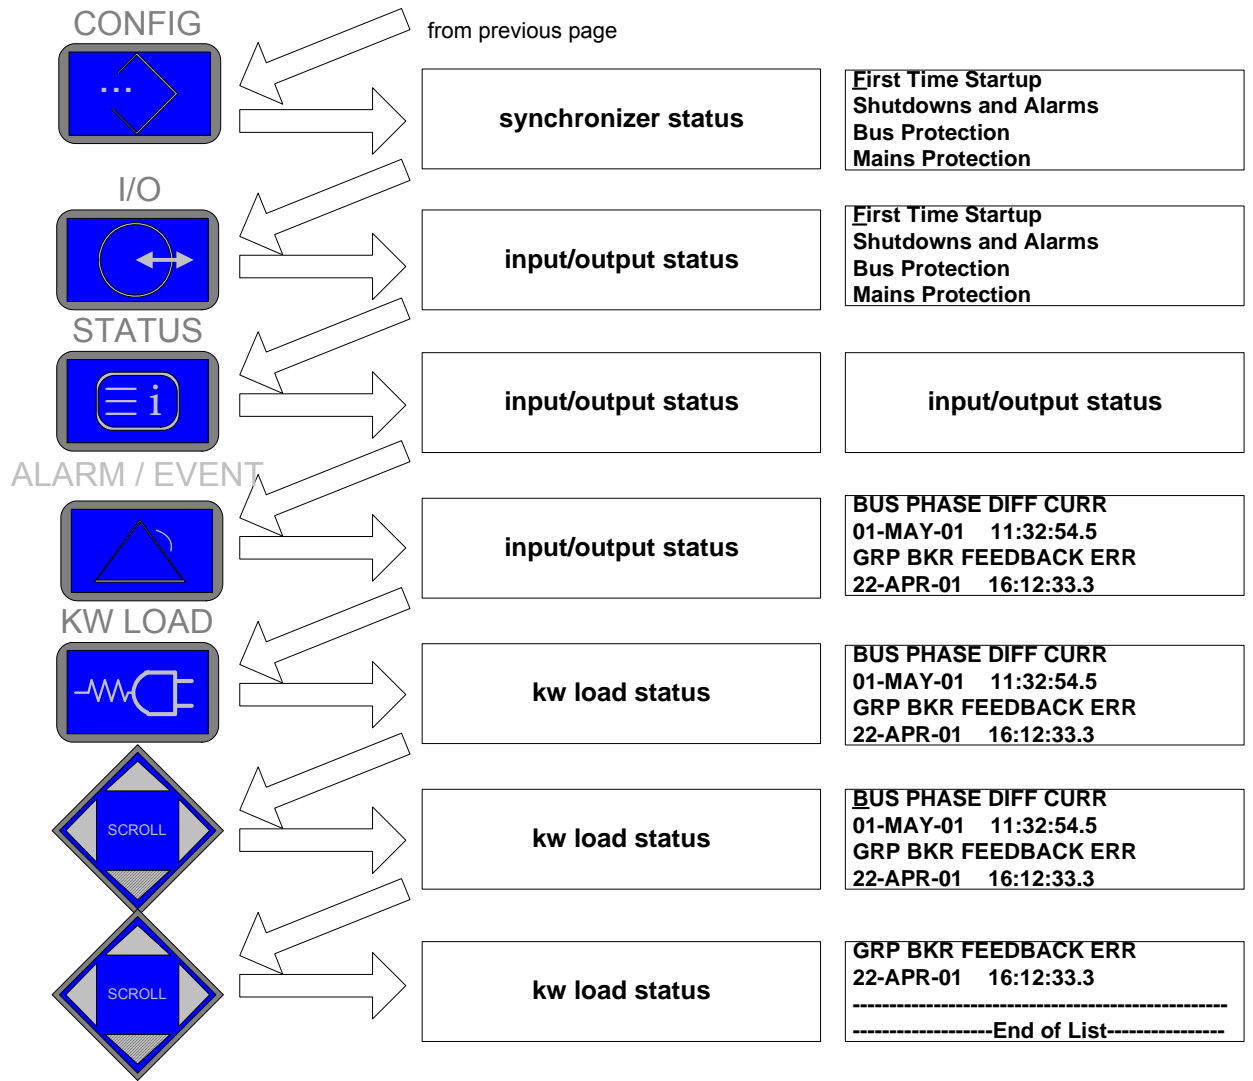 CONFIG
from previous page
synchronizer status
First Time Startup
Shutdowns and Alarms
Bus Protection
Mains Protection
I/O
input/output status
First Time Startup
Shutdowns and Alarms
Bus Protection
Mains Protection
STATUS
i
input/output status
input/output status
ALARM / EVENT
input/output status
BUS PHASE DIFF CURR
01-MAY-01 11:32:54.5
GRP BKR FEEDBACK ERR
22-APR-01 16:12:33.3
KW LOAD
kw load status
BUS PHASE DIFF CURR
01-MAY-01 11:32:54.5
GRP BKR FEEDBACK ERR
22-APR-01 16:12:33.3
SCROLL
kw load status
BUS PHASE DIFF CURR
01-MAY-01 11:32:54.5
GRP BKR FEEDBACK ERR
22-APR-01 16:12:33.3
SCROLL
kw load status
GRP BKR FEEDBACK ERR
22-APR-01 16:12:33.3
---------------------------------------------------
-------------------End of List----------------